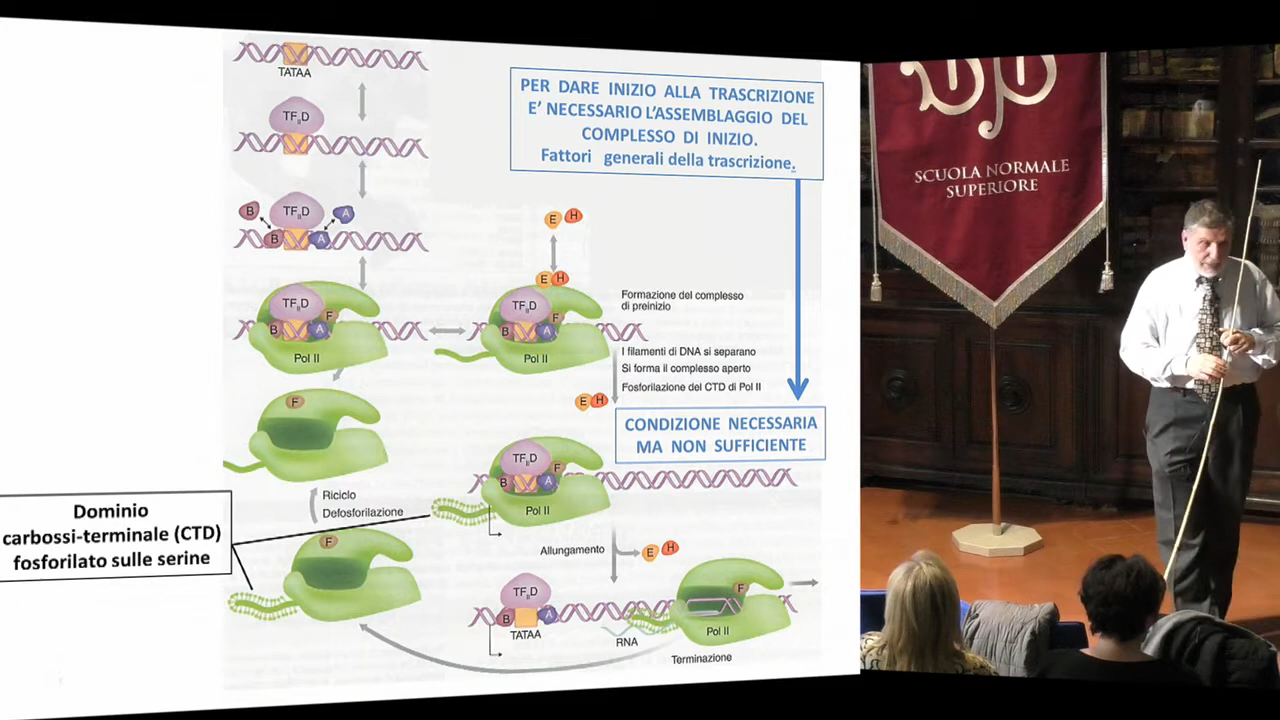 TATAA
TFIID
TFIID
B
A
B
A
TFIID
B
F
A
Pol II
E H
E H
TFIID
B
F
A
Pol II
PER DARE INIZIO ALLA TRASCRIZIONE
E' NECESSARIO L'ASSEMBLAGGIO DEL
COMPLESSO DI INIZIO.
Fattori generali della trascrizione.
Formazione del complesso
di preinizio
I filamenti di DNA si separano
Si forma il complesso aperto
Fosforilazione del CTD di Pol II
E H
CONDIZIONE NECESSARIA
MA NON SUFFICIENTE
F
TFIID
B
F
A
Pol II
Riciclo
Defosforilazione
Dominio
carbossi-terminale (CTD)
fosforilato sulle serine
F
Allungamento
E H
TFIID
B
A
TATAA
RNA
F
Pol II
Terminazione
SCUOLA NORMALE
SUPERIORE